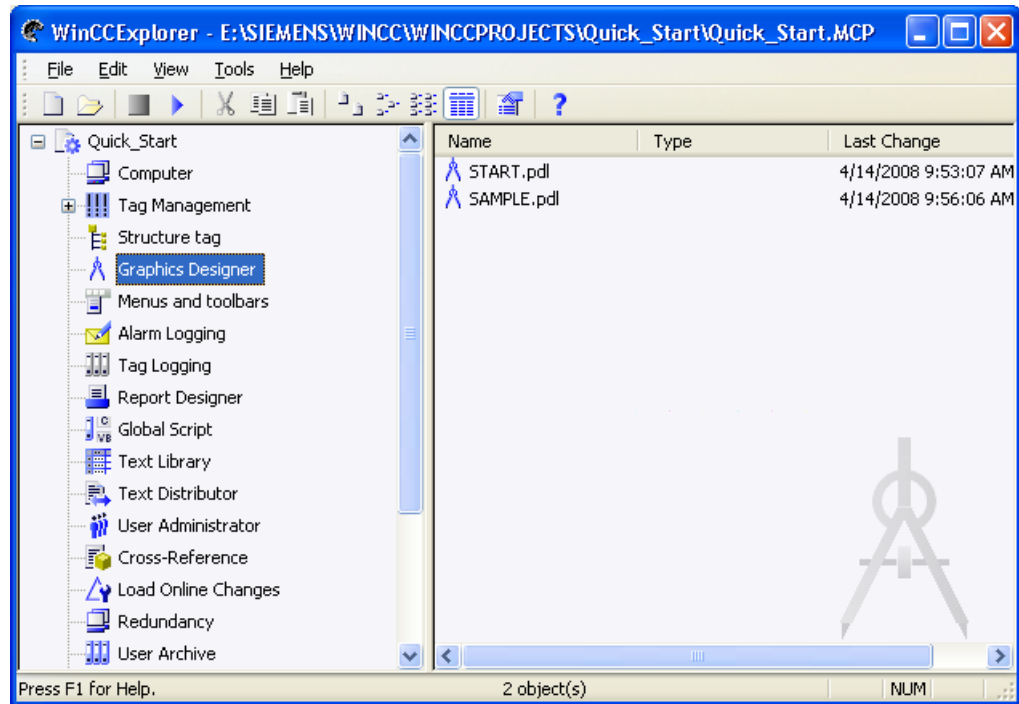 WinCCExplorer - E:\SIEMENS\WINCC\WINCCPROJECTS\Quick_Start\Quick_Start.MCP
File Edit View Tools Help
Quick_Start
Computer
Tag Management
Structure tag
Graphics Designer
Menus and toolbars
Alarm Logging
Tag Logging
Report Designer
Global Script
Text Library
Text Distributor
User Administrator
Cross-Reference
Load Online Changes
Redundancy
User Archive
Name Type Last Change
START.pdl 4/14/2008 9:53:07 AM
SAMPLE.pdl 4/14/2008 9:56:06 AM
Press F1 for Help. 2 object(s) NUM